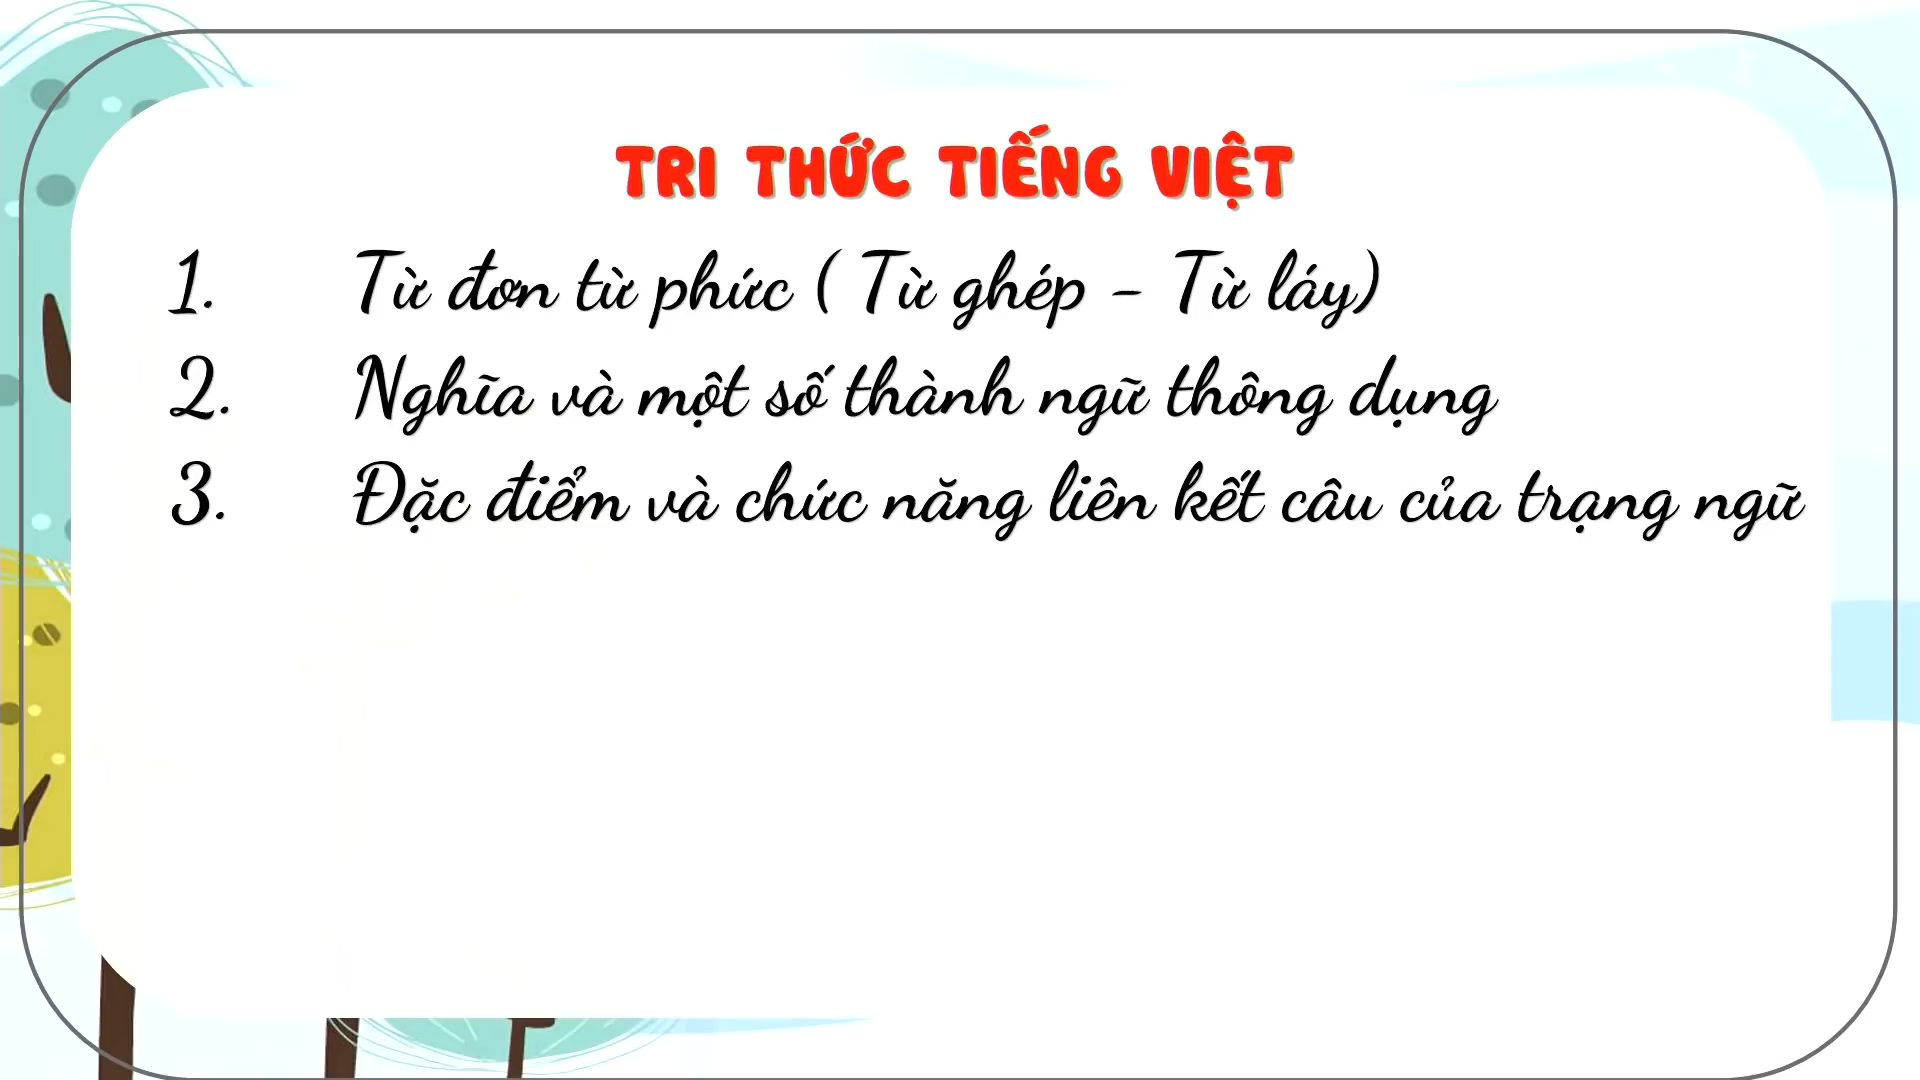 TRI THỨC TIẾNG VIỆT
1. Từ đơn từ phức ( Từ ghép - Từ láy)
2. Nghĩa và một số thành ngữ thông dụng
3. Đặc điểm và chức năng liên kết câu của trạng ngữ